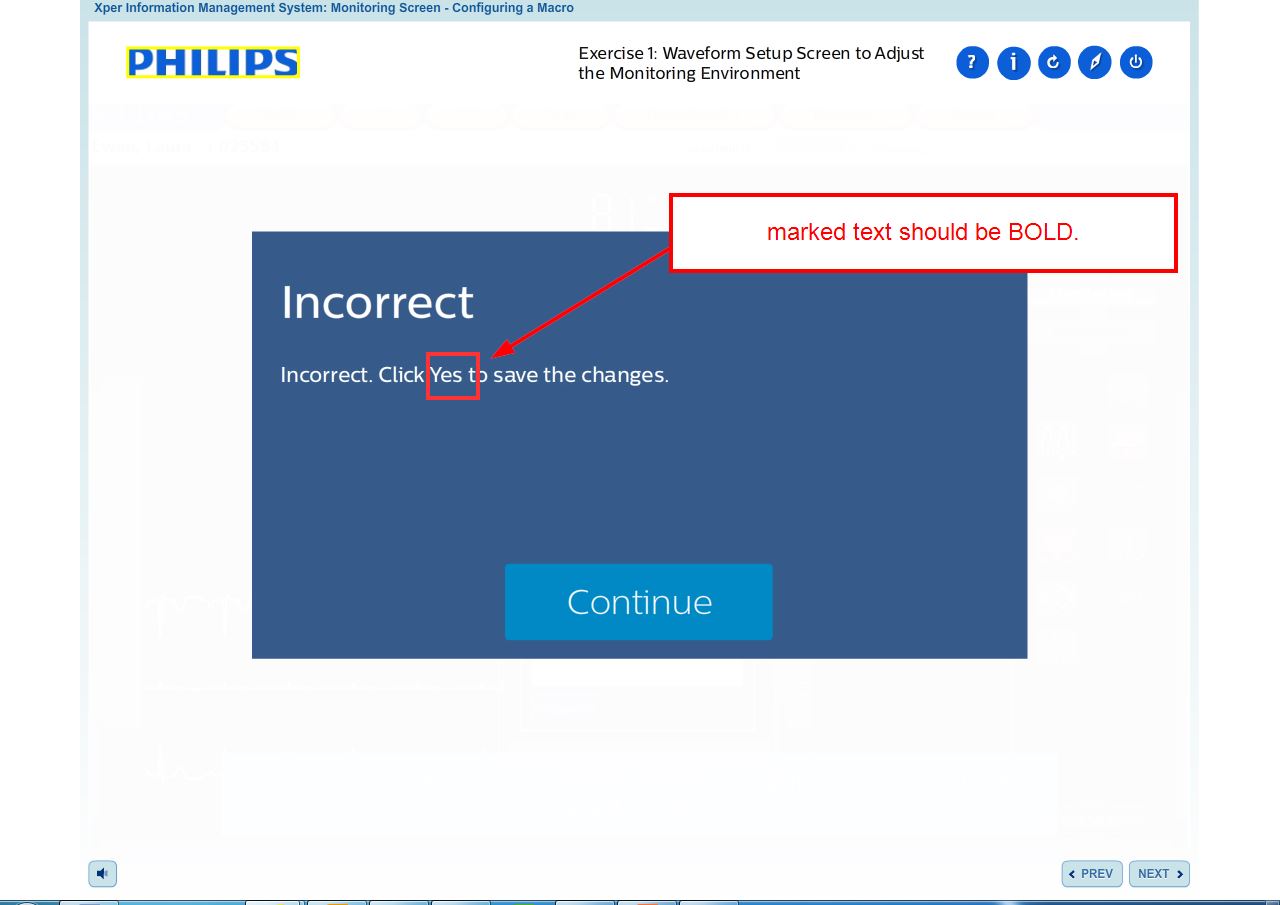 Xper Information Management System: Monitoring Screen - Configuring a Macro
PHILIPS
Exercise 1: Waveform Setup Screen to Adjust
the Monitoring Environment
?
i
marked text should be BOLD.
Incorrect
Incorrect. Click Yes to save the changes.
Continue
PREV
NEXT